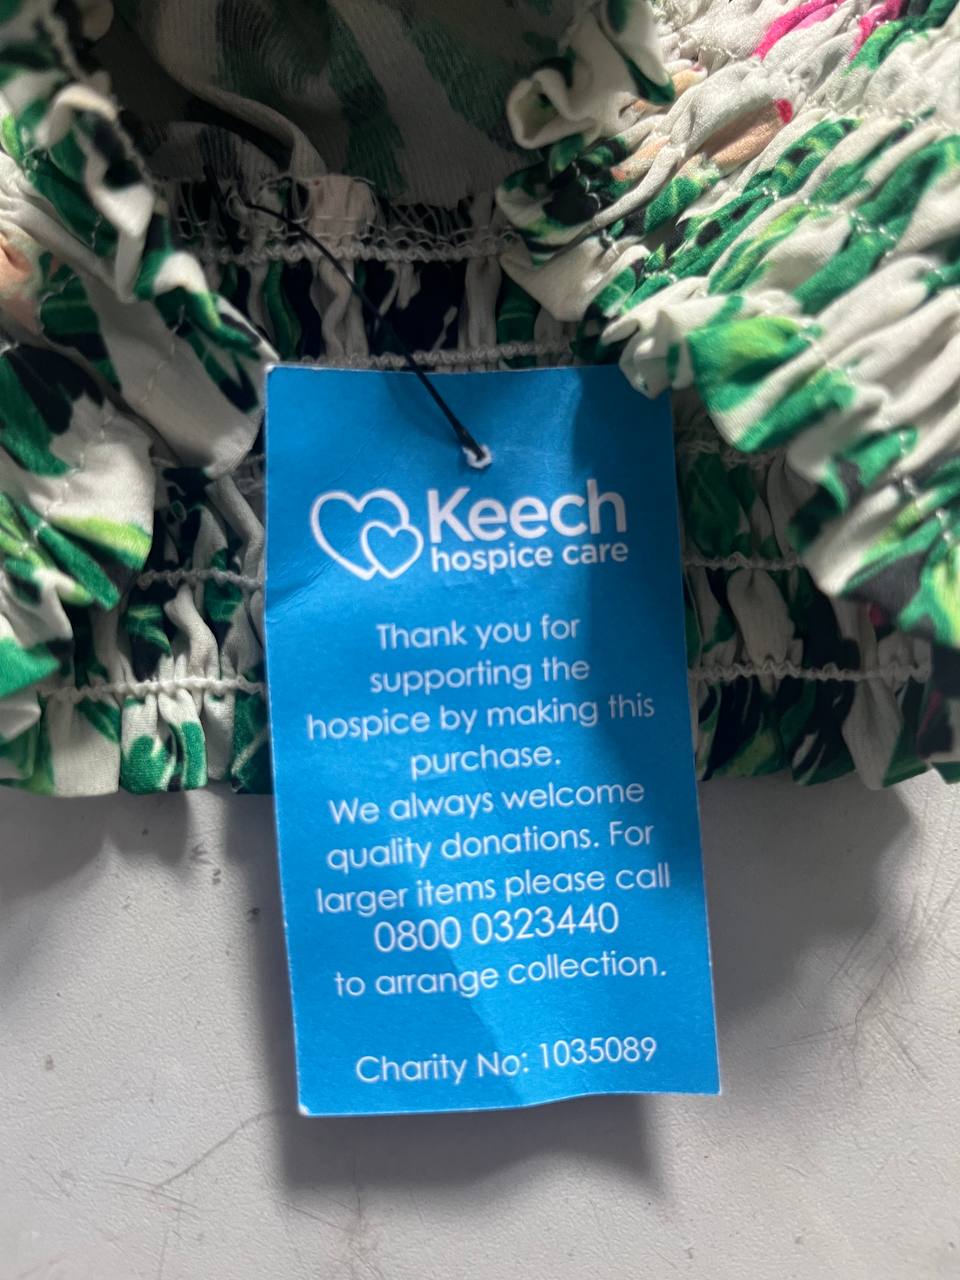 Keech
hospice care
Thank you for
supporting the
hospice by making this
purchase.
We always welcome
quality donations. For
larger items please call
0800 0323440
to arrange collection.
Charity No: 1035089